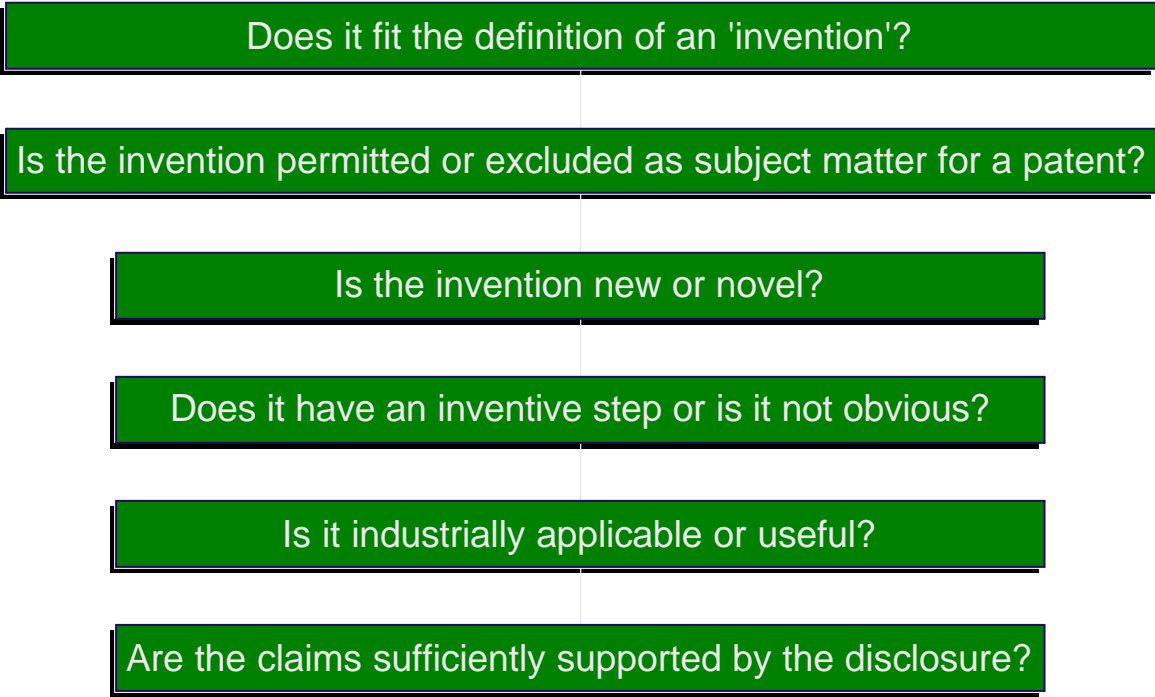 Does it fit the definition of an 'invention'?
Is the invention permitted or excluded as subject matter for a patent?
Is the invention new or novel?
Does it have an inventive step or is it not obvious?
Is it industrially applicable or useful?
Are the claims sufficiently supported by the disclosure?